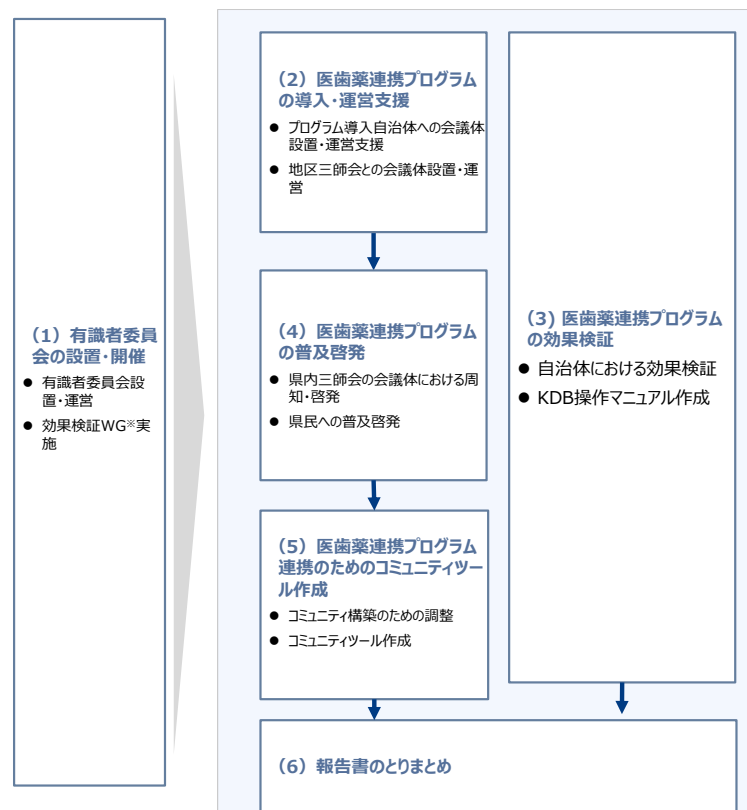 （1）有識者委員
会の設置・開催
● 有識者委員会設
置・運営
● 効果検証WG※実
施
（2）医歯薬連携プログラム
の導入・運営支援
● プログラム導入自治体への会議体
設置・運営支援
● 地区三師会との会議体設置・運
営
（4）医歯薬連携プログラム
の普及啓発
● 県内三師会の会議体における周
知・啓発
● 県民への普及啓発
（5）医歯薬連携プログラム
連携のためのコミュニティツー
ル作成
● コミュニティ構築のための調整
● コミュニティツール作成
（3）医歯薬連携プログラム
の効果検証
● 自治体における効果検証
● KDB操作マニュアル作成
（6）報告書のとりまとめ